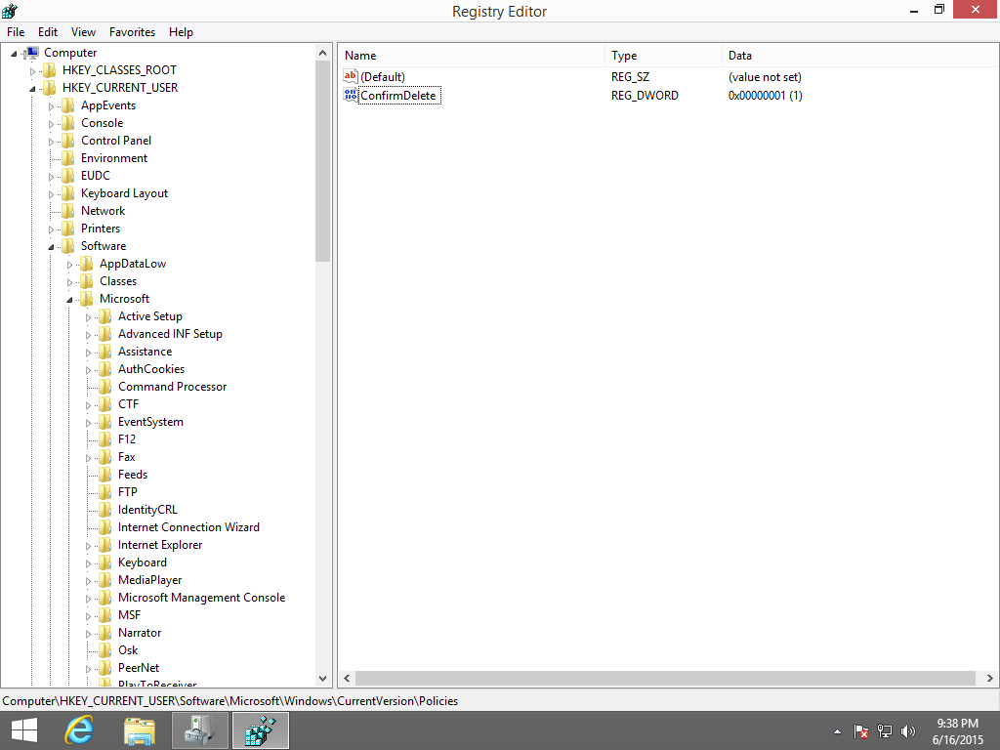 Registry Editor
File Edit View Favorites Help
Computer
HKEY_CLASSES_ROOT
HKEY_CURRENT_USER
AppEvents
Console
Control Panel
Environment
EUDC
Keyboard Layout
Network
Printers
Software
AppDataLow
Classes
Microsoft
Active Setup
Advanced INF Setup
Assistance
AuthCookies
Command Processor
CTF
EventSystem
F12
Fax
Feeds
FTP
IdentityCRL
Internet Connection Wizard
Internet Explorer
Keyboard
MediaPlayer
Microsoft Management Console
MSF
Narrator
Osk
PeerNet
PlayToReceiver
Name Type Data
ab (Default) REG_SZ (value not set)
ConfirmDelete REG_DWORD 0x00000001 (1)
Computer\HKEY_CURRENT_USER\Software\Microsoft\Windows\CurrentVersion\Policies
9:38 PM
6/16/2015